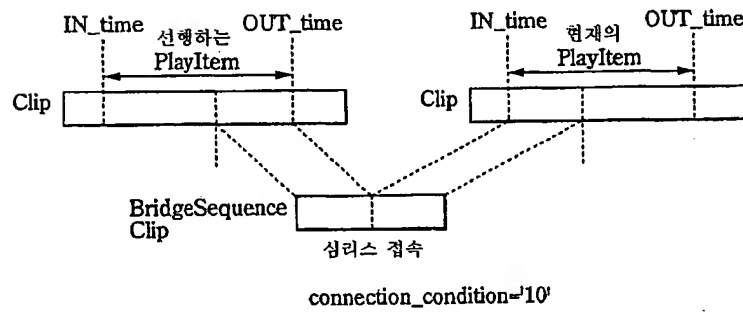 IN_time
선행하는
OUT_time
PlayItem
Clip
IN_time
현재의
OUT_time
PlayItem
Clip
BridgeSequence
Clip
심리스 접속
connection_condition='10'